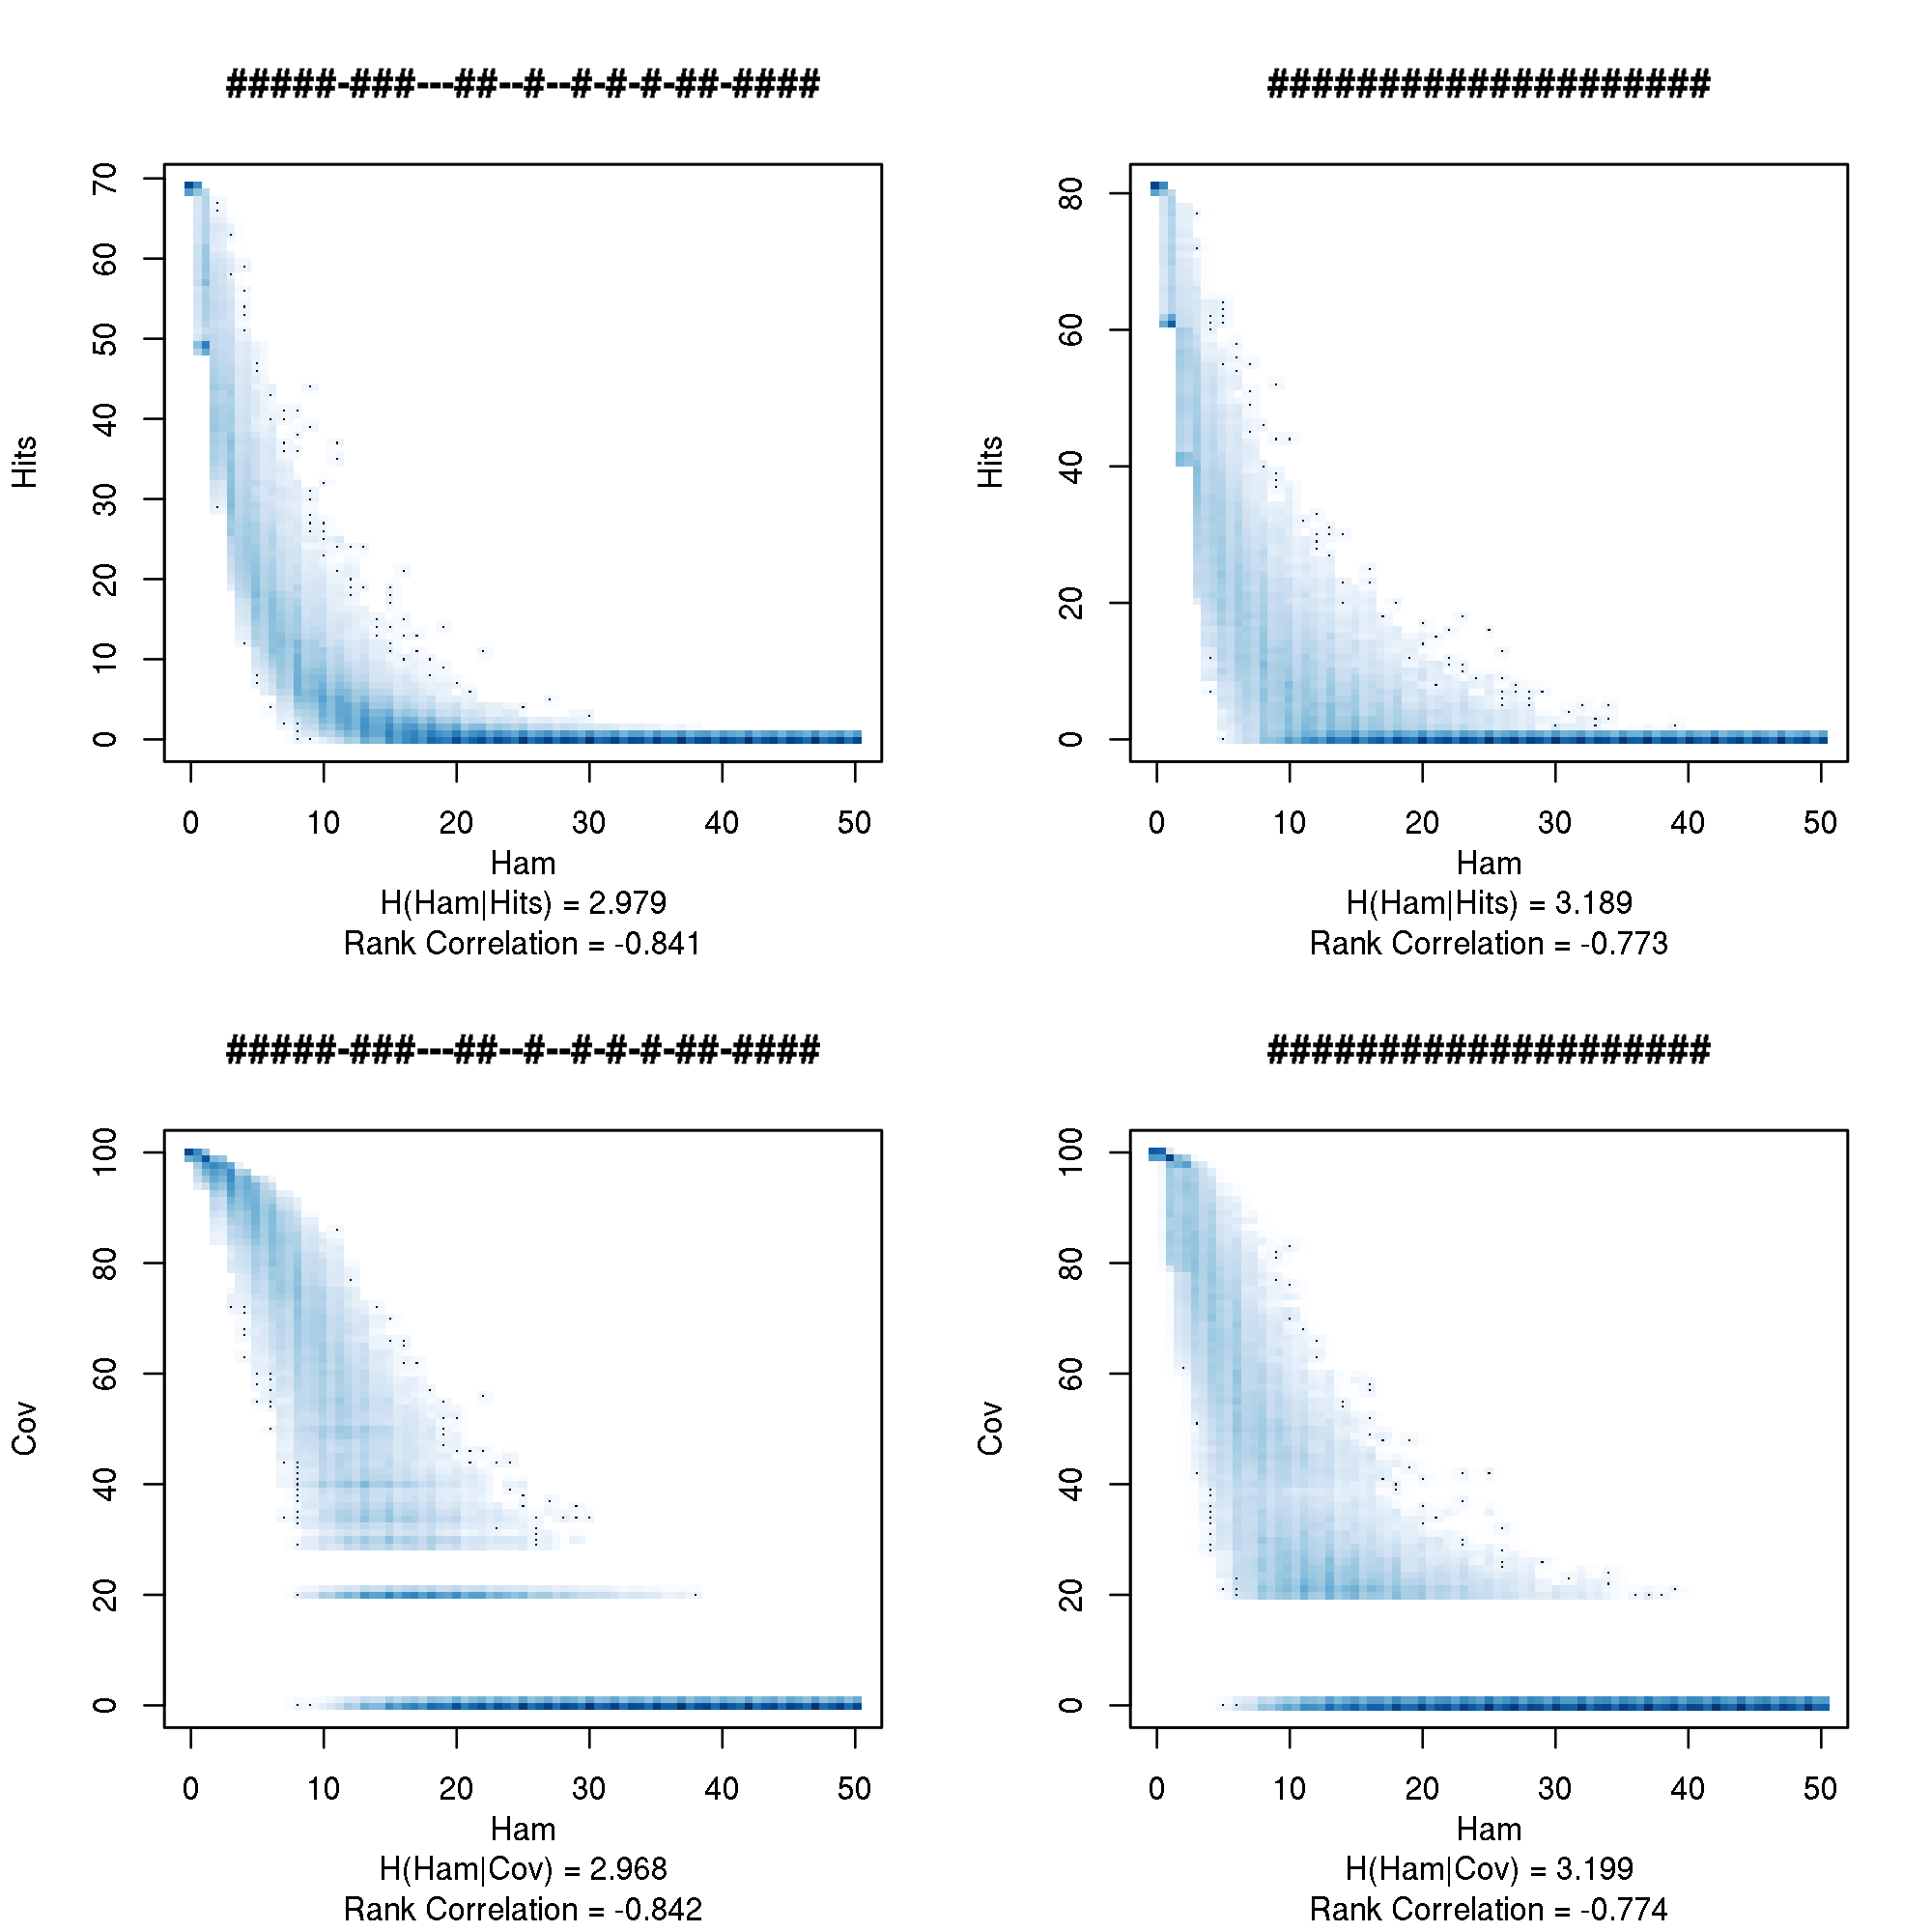 #####-###---##--#--#-#-#-##-####
Hits
0 10 20 30 40 50 60 70
0 10 20 30 40 50
Ham
H(Ham|Hits) = 2.979
Rank Correlation = -0.841
####################
Hits
0 20 40 60 80
0 10 20 30 40 50
Ham
H(Ham|Hits) = 3.189
Rank Correlation = -0.773
#####-###---##--#--#-#-#-##-####
Cov
0 20 40 60 80 100
0 10 20 30 40 50
Ham
H(Ham|Cov) = 2.968
Rank Correlation = -0.842
####################
Cov
0 20 40 60 80 100
0 10 20 30 40 50
Ham
H(Ham|Cov) = 3.199
Rank Correlation = -0.774